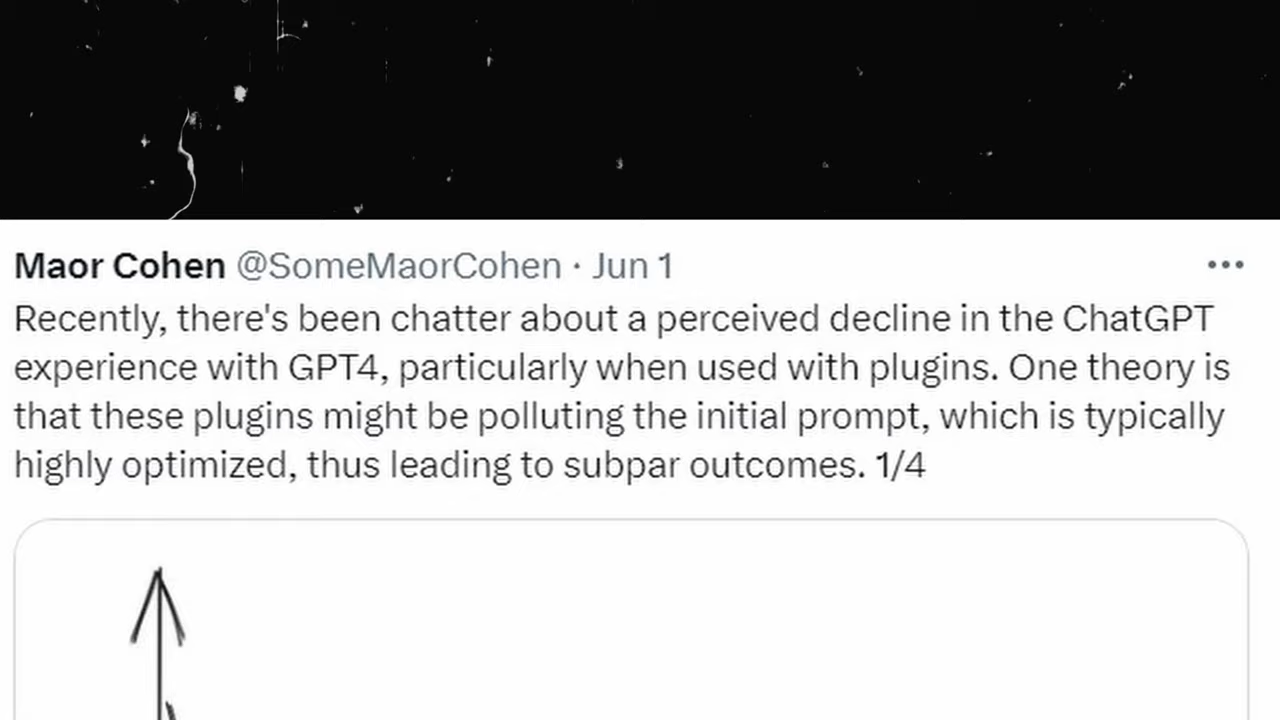 Maor Cohen @SomeMaorCohen · Jun 1
Recently, there's been chatter about a perceived decline in the ChatGPT
experience with GPT4, particularly when used with plugins. One theory is
that these plugins might be polluting the initial prompt, which is typically
highly optimized, thus leading to subpar outcomes. 1/4